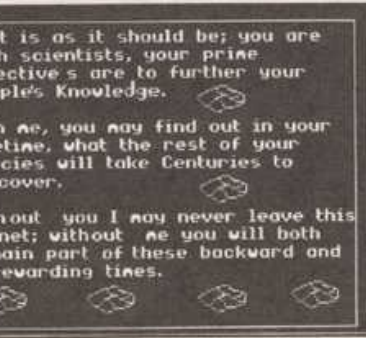 t is as it should be; you are
h scientists, your prime
ective s are to further your
ple's Knowledge.
me, you may find out in your
etime, what the rest of your
cies will take Centuries to
cover.
hout you I may never leave this
net; without me you will both
ain part of these backward and
ewarding times.